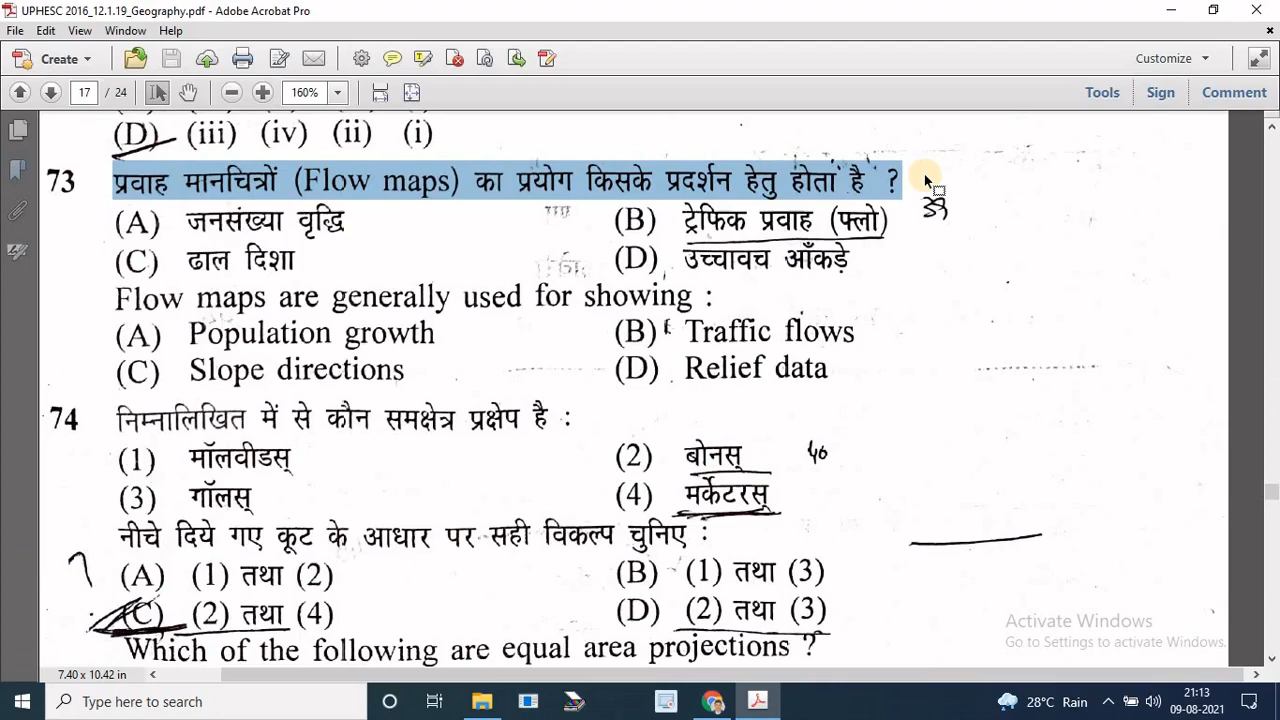 UPHESC 2016_12.1.19_Geography.pdf - Adobe Acrobat Pro
File Edit View Window Help
Create Customize
17 / 24 160% Tools Sign Comment
(D) (iii) (iv) (ii) (i)
73 प्रवाह मानचित्रों (Flow maps) का प्रयोग किसके प्रदर्शन हेतु होता है ?
(A) जनसंख्या वृद्धि (B) ट्रेफिक प्रवाह (फ्लो)
(C) ढाल दिशा (D) उच्चावच आँकड़े
Flow maps are generally used for showing :
(A) Population growth (B) Traffic flows
(C) Slope directions (D) Relief data
74 निम्नालिखित में से कौन समक्षेत्र प्रक्षेप है :
(1) मॉलवीडस् (2) बोनस्
(3) गॉलस् (4) मर्केटरस्
नीचे दिये गए कूट के आधार पर सही विकल्प चुनिए :
(A) (1) तथा (2) (B) (1) तथा (3)
(C) (2) तथा (4) (D) (2) तथा (3)
Which of the following are equal area projections ?
Activate Windows
Go to Settings to activate Windows.
7.40 x 10.42 in
Type here to search 28°C Rain 21:13
09-08-2021